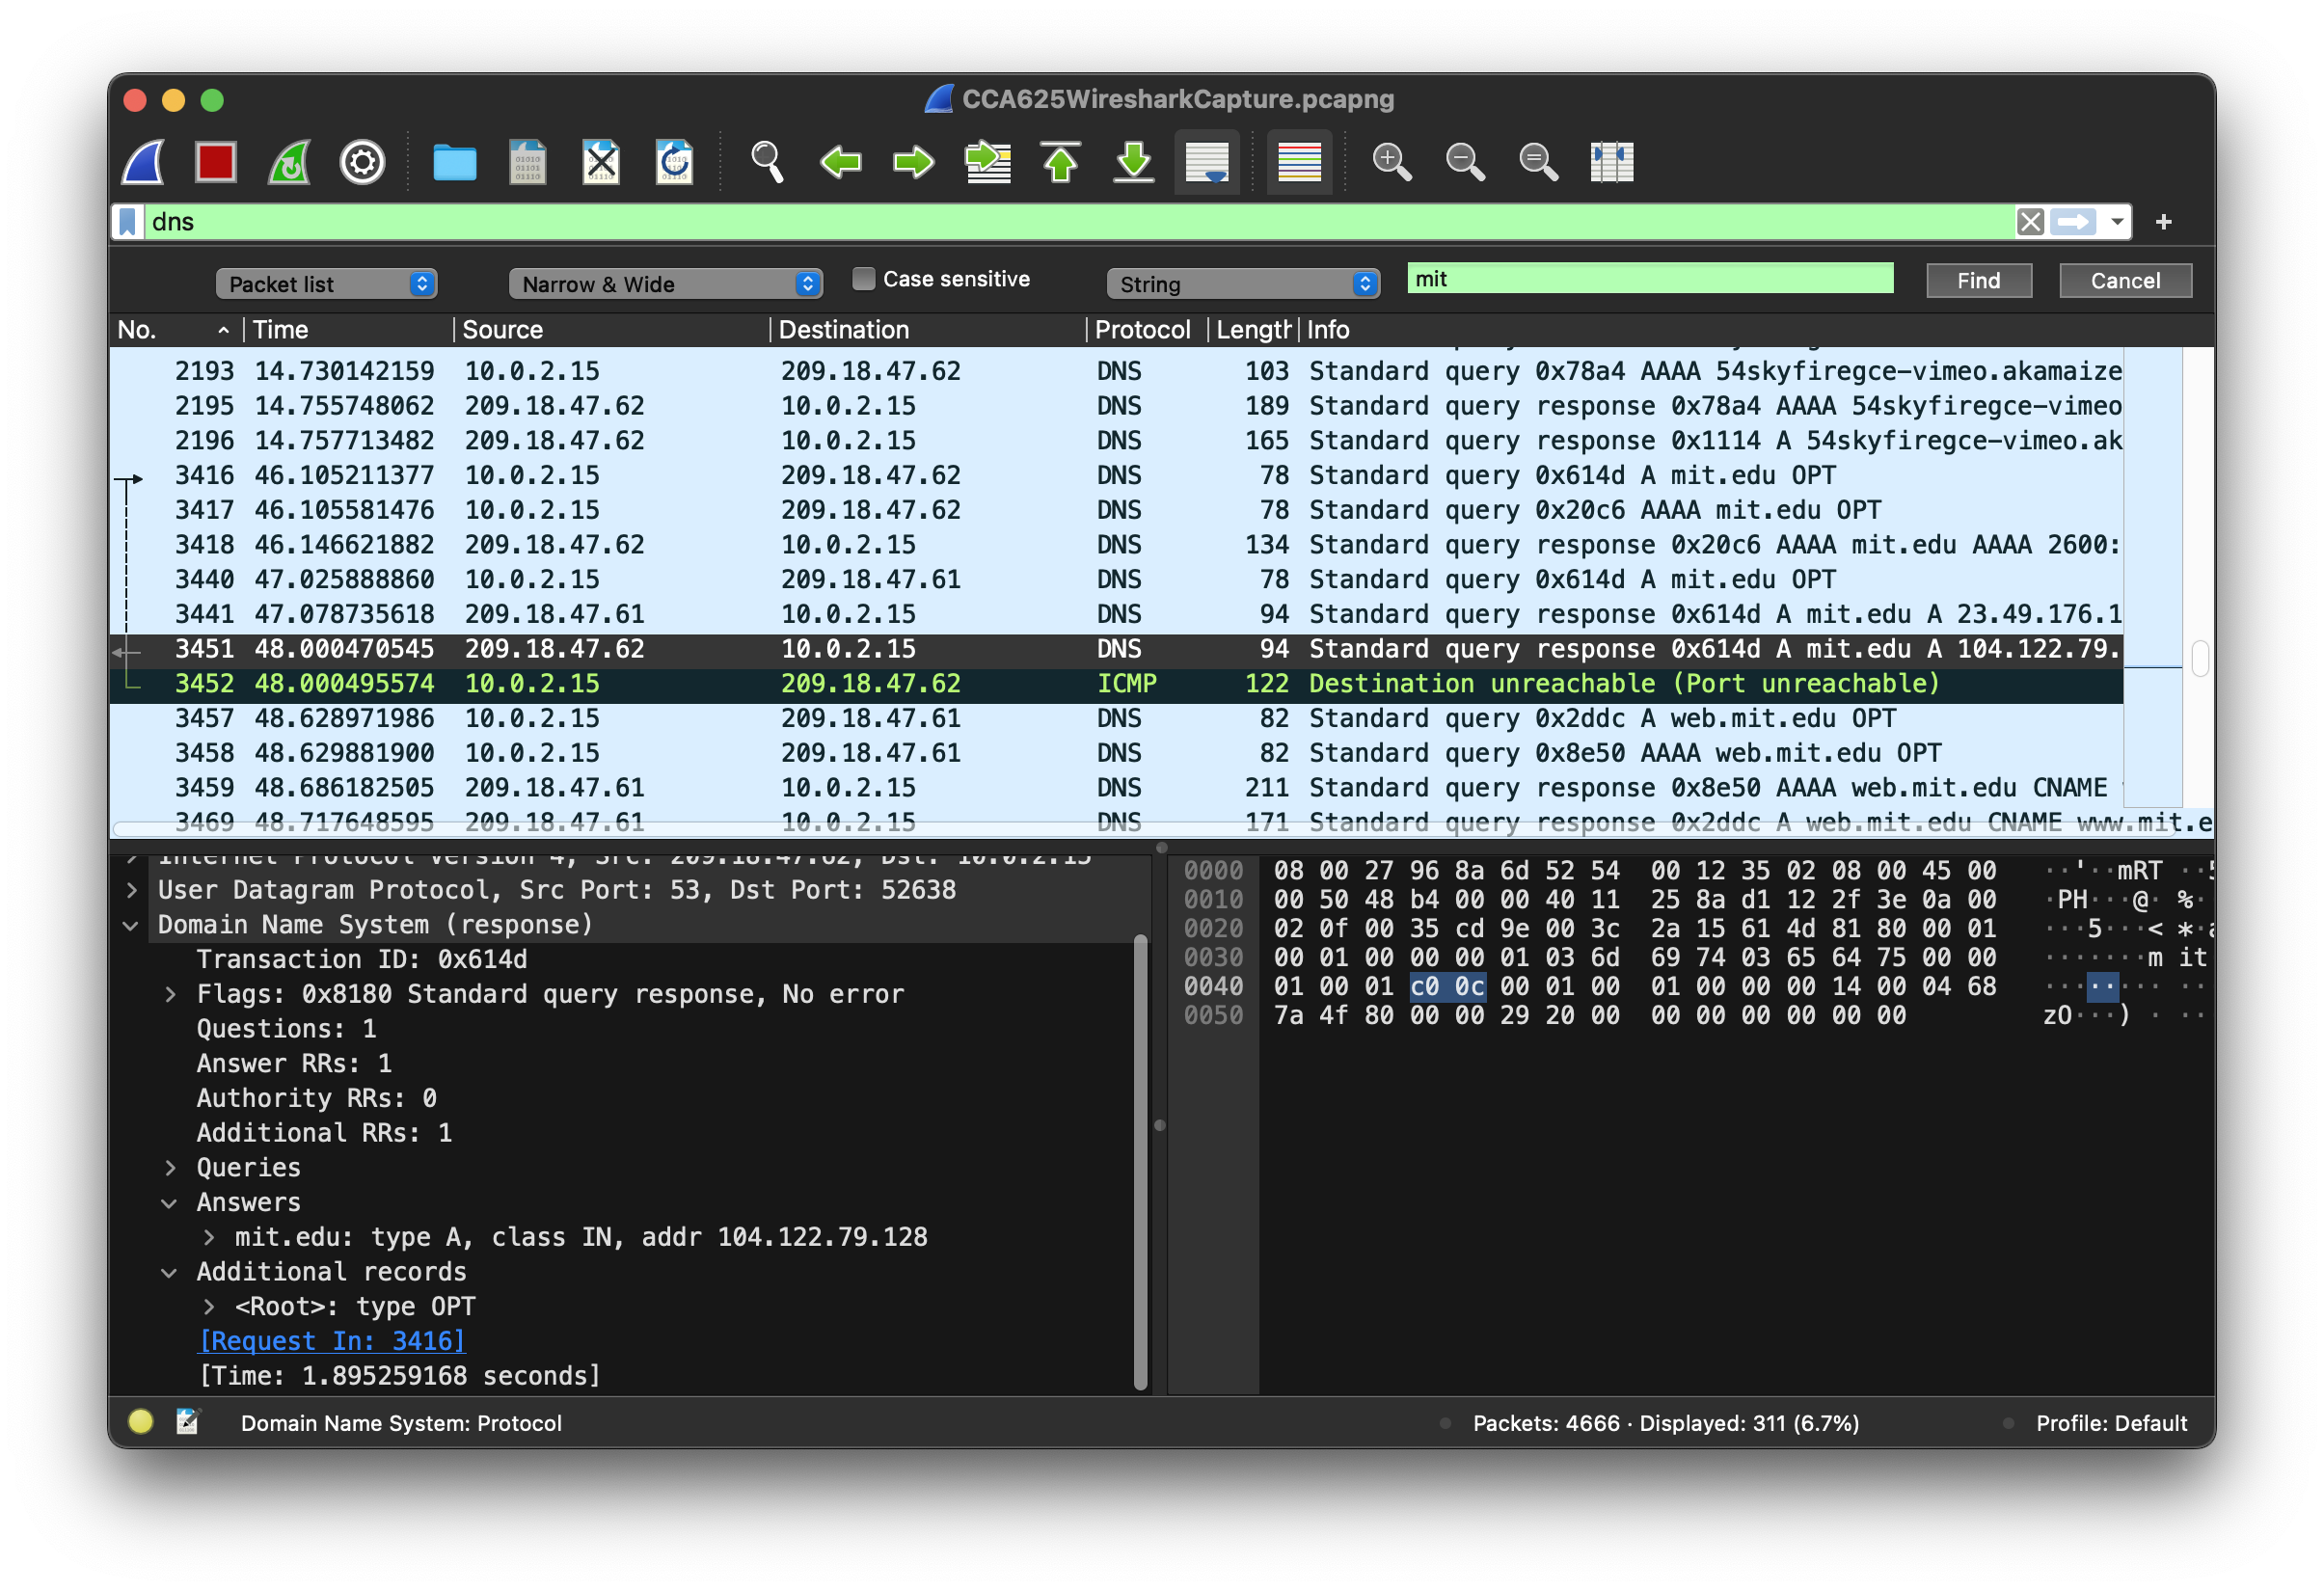 CCA625WiresharkCapture.pcapng
dns
+
Packet list Narrow & Wide Case sensitive String mit Find Cancel
No. Time Source Destination Protocol Length Info
2193 14.730142159 10.0.2.15 209.18.47.62 DNS 103 Standard query 0x78a4 AAAA 54skyfiregce-vimeo.akamaize
2195 14.755748062 209.18.47.62 10.0.2.15 DNS 189 Standard query response 0x78a4 AAAA 54skyfiregce-vimeo
2196 14.757713482 209.18.47.62 10.0.2.15 DNS 165 Standard query response 0x1114 A 54skyfiregce-vimeo.ak
3416 46.105211377 10.0.2.15 209.18.47.62 DNS 78 Standard query 0x614d A mit.edu OPT
3417 46.105581476 10.0.2.15 209.18.47.62 DNS 78 Standard query 0x20c6 AAAA mit.edu OPT
3418 46.146621882 209.18.47.62 10.0.2.15 DNS 134 Standard query response 0x20c6 AAAA mit.edu AAAA 2600:
3440 47.025888860 10.0.2.15 209.18.47.61 DNS 78 Standard query 0x614d A mit.edu OPT
3441 47.078735618 209.18.47.61 10.0.2.15 DNS 94 Standard query response 0x614d A mit.edu A 23.49.176.1
3451 48.000470545 209.18.47.62 10.0.2.15 DNS 94 Standard query response 0x614d A mit.edu A 104.122.79.
3452 48.000495574 10.0.2.15 209.18.47.62 ICMP 122 Destination unreachable (Port unreachable)
3457 48.628971986 10.0.2.15 209.18.47.61 DNS 82 Standard query 0x2ddc A web.mit.edu OPT
3458 48.629881900 10.0.2.15 209.18.47.61 DNS 82 Standard query 0x8e50 AAAA web.mit.edu OPT
3459 48.686182505 209.18.47.61 10.0.2.15 DNS 211 Standard query response 0x8e50 AAAA web.mit.edu CNAME
3469 48.717648595 209.18.47.61 10.0.2.15 DNS 171 Standard query response 0x2ddc A web.mit.edu CNAME www.mit.e
Internet Protocol Version 4, Src: 209.18.47.62, Dst: 10.0.2.15
User Datagram Protocol, Src Port: 53, Dst Port: 52638
Domain Name System (response)
Transaction ID: 0x614d
Flags: 0x8180 Standard query response, No error
Questions: 1
Answer RRs: 1
Authority RRs: 0
Additional RRs: 1
Queries
Answers
mit.edu: type A, class IN, addr 104.122.79.128
Additional records
<Root>: type OPT
[Request In: 3416]
[Time: 1.895259168 seconds]
0000 08 00 27 96 8a 6d 52 54 00 12 35 02 08 00 45 00 ··'··mRT ··5
0010 00 50 48 b4 00 00 40 11 25 8a d1 12 2f 3e 0a 00 ·PH···@· %·
0020 02 0f 00 35 cd 9e 00 3c 2a 15 61 4d 81 80 00 01 ···5···< *·a
0030 00 01 00 00 00 01 03 6d 69 74 03 65 64 75 00 00 ·······m it
0040 01 00 01 c0 0c 00 01 00 01 00 00 00 14 00 04 68 ········ ··
0050 7a 4f 80 00 00 29 20 00 00 00 00 00 00 00 zO···) · ··
Domain Name System: Protocol Packets: 4666 · Displayed: 311 (6.7%) Profile: Default